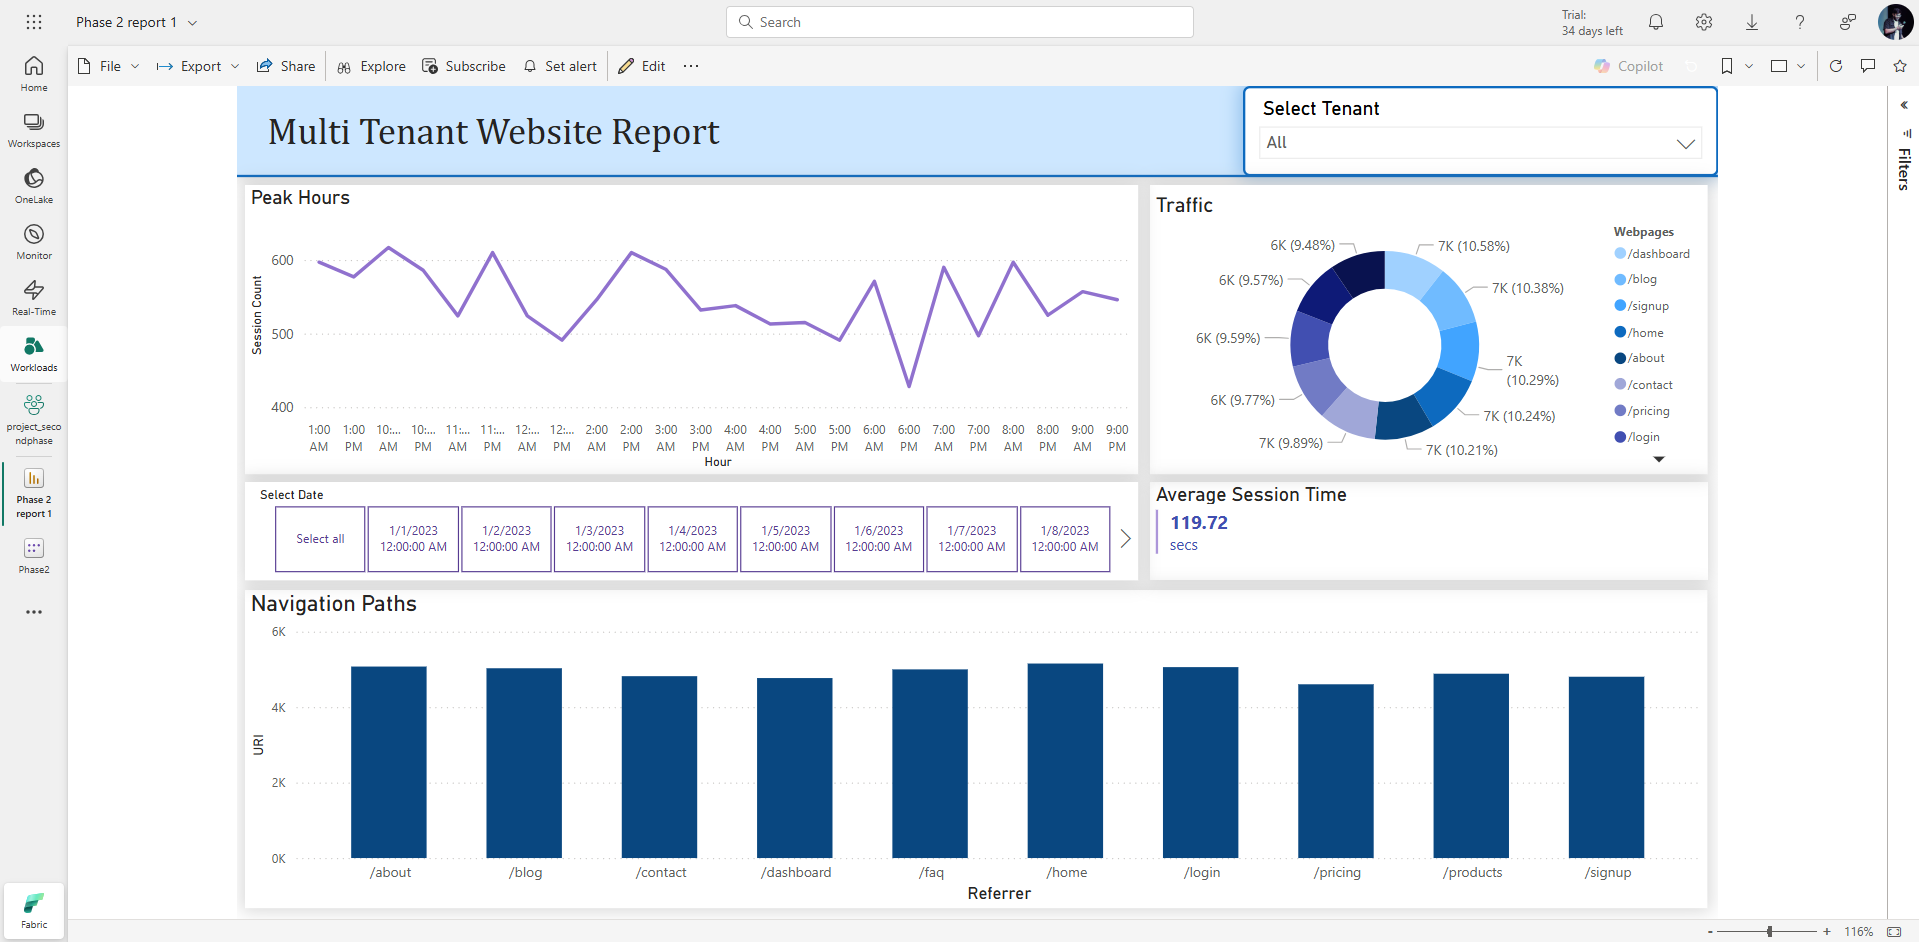 Phase 2 report 1
Search
Trial:
34 days left
Home
Workspaces
OneLake
Monitor
Real-Time
Workloads
project_seco
ndphase
Phase 2
report 1
Phase2
Fabric
File
Export
Share
Explore
Subscribe
Set alert
Edit
Copilot
Multi Tenant Website Report
Select Tenant
All
Filters
Peak Hours
Session Count
600
500
400
1:00 AM
1:00 PM
10:... AM
10:... PM
11:... AM
11:... PM
12:... AM
12:... PM
2:00 AM
2:00 PM
3:00 AM
3:00 PM
4:00 AM
4:00 PM
5:00 AM
5:00 PM
6:00 AM
6:00 PM
7:00 AM
7:00 PM
8:00 AM
8:00 PM
9:00 AM
9:00 PM
Hour
Traffic
6K (9.48%)
7K (10.58%)
6K (9.57%)
7K (10.38%)
6K (9.59%)
7K
(10.29%)
6K (9.77%)
7K (10.24%)
7K (9.89%)
7K (10.21%)
Webpages
/dashboard
/blog
/signup
/home
/about
/contact
/pricing
/login
Select Date
Select all
1/1/2023
12:00:00 AM
1/2/2023
12:00:00 AM
1/3/2023
12:00:00 AM
1/4/2023
12:00:00 AM
1/5/2023
12:00:00 AM
1/6/2023
12:00:00 AM
1/7/2023
12:00:00 AM
1/8/2023
12:00:00 AM
Average Session Time
119.72
secs
Navigation Paths
URI
6K
4K
2K
0K
/about
/blog
/contact
/dashboard
/faq
/home
/login
/pricing
/products
/signup
Referrer
- + 116%